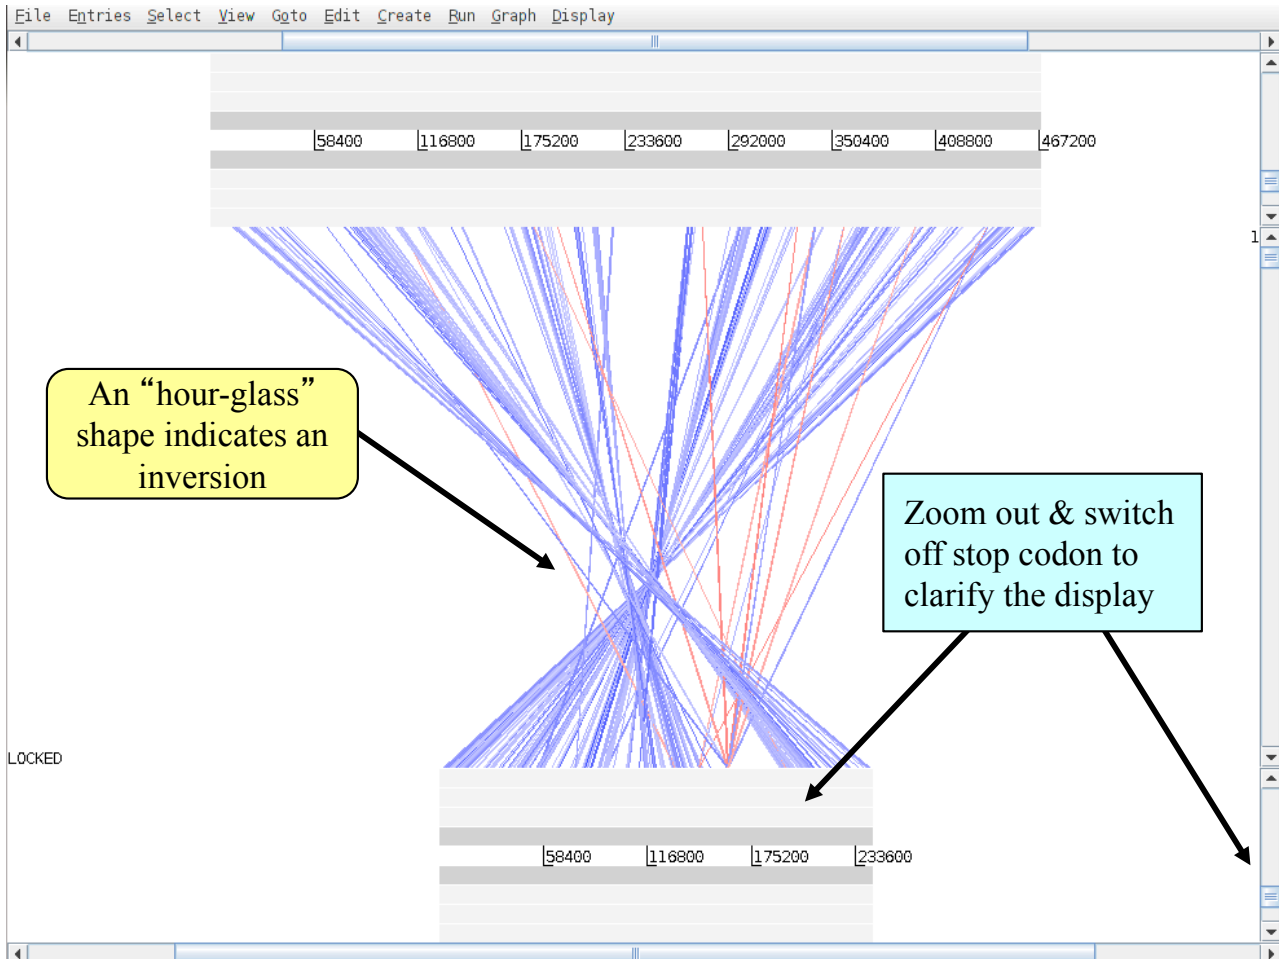 File Entries Select View Goto Edit Create Run Graph Display
58400 116800 175200 233600 292000 350400 408800 467200
1
An “hour-glass”
shape indicates an
inversion
Zoom out & switch
off stop codon to
clarify the display
LOCKED
58400 116800 175200 233600